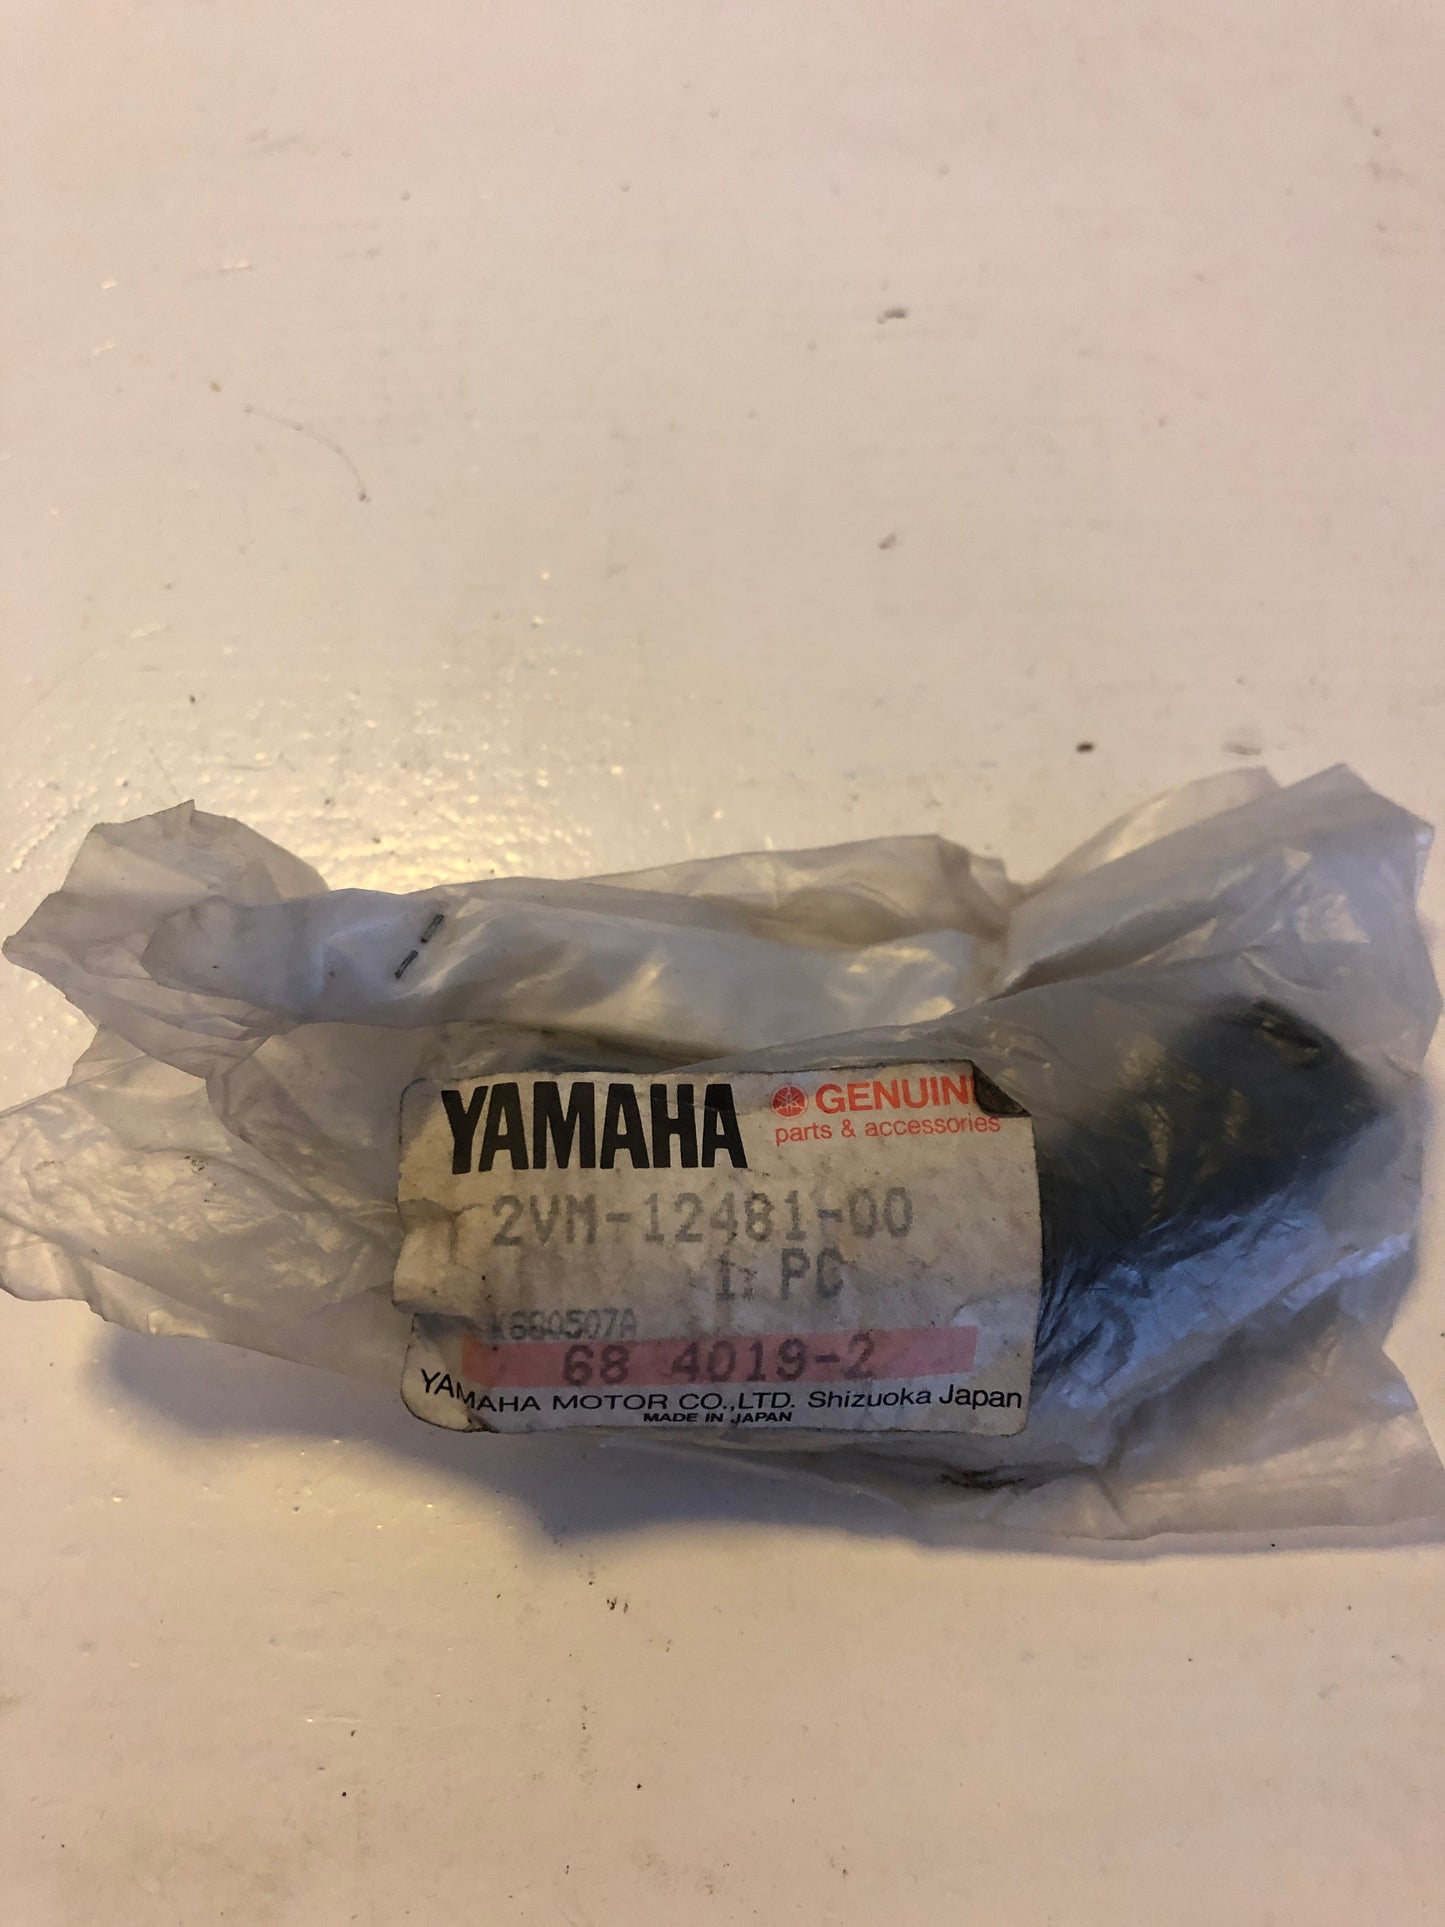 YAMAHA
GENUIN
parts & accessories
2VM-12481-00
1 PC
K680507A
68 4019-2
YAMAHA MOTOR CO.,LTD. Shizuoka Japan
MADE IN JAPAN